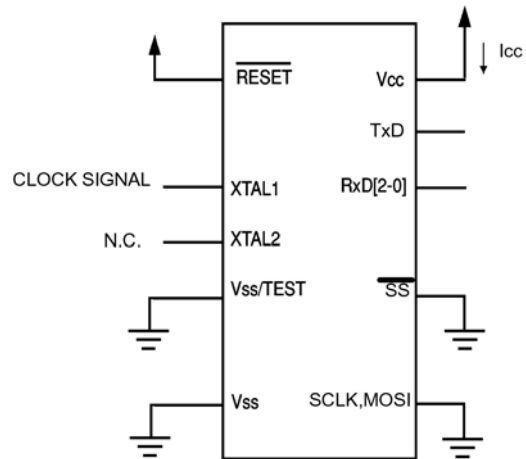 Icc
RESET
Vcc
TxD
CLOCK SIGNAL
XTAL1
RxD[2-0]
N.C.
XTAL2
Vss/TEST
SS
Vss
SCLK,MOSI